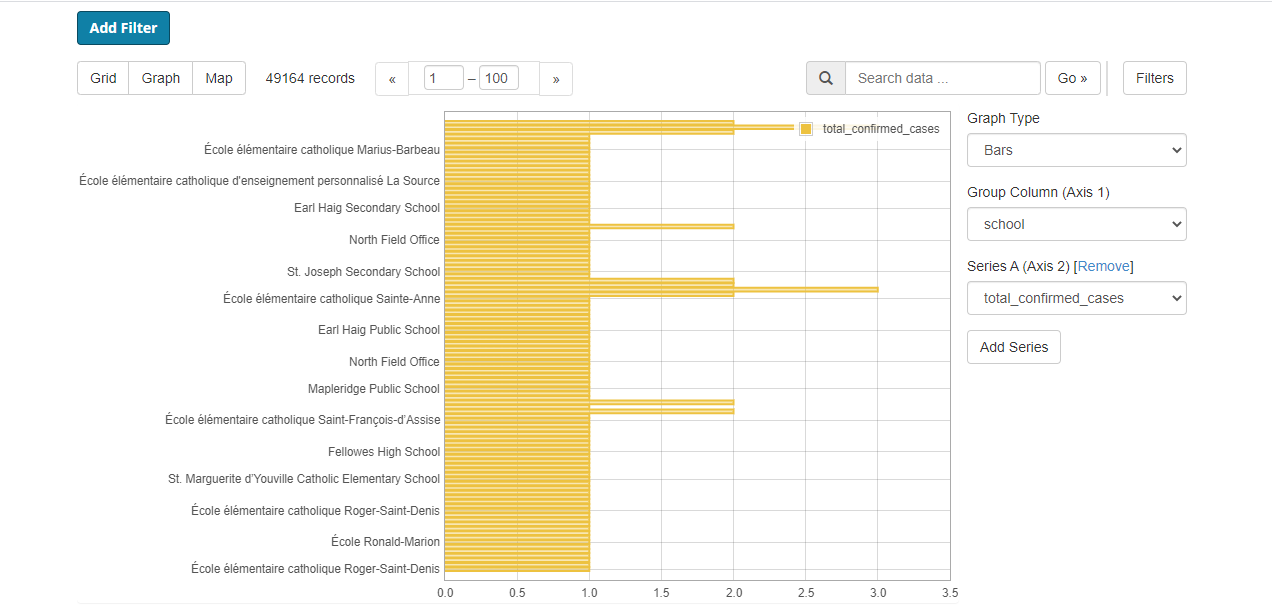 Add Filter
Grid Graph Map 49164 records « 1 – 100 » Search data ... Go » Filters
total_confirmed_cases
École élémentaire catholique Marius-Barbeau
École élémentaire catholique d'enseignement personnalisé La Source
Earl Haig Secondary School
North Field Office
St. Joseph Secondary School
École élémentaire catholique Sainte-Anne
Earl Haig Public School
North Field Office
Mapleridge Public School
École élémentaire catholique Saint-François-d'Assise
Fellowes High School
St. Marguerite d'Youville Catholic Elementary School
École élémentaire catholique Roger-Saint-Denis
École Ronald-Marion
École élémentaire catholique Roger-Saint-Denis
0.0 0.5 1.0 1.5 2.0 2.5 3.0 3.5
Graph Type
Bars
Group Column (Axis 1)
school
Series A (Axis 2) [Remove]
total_confirmed_cases
Add Series